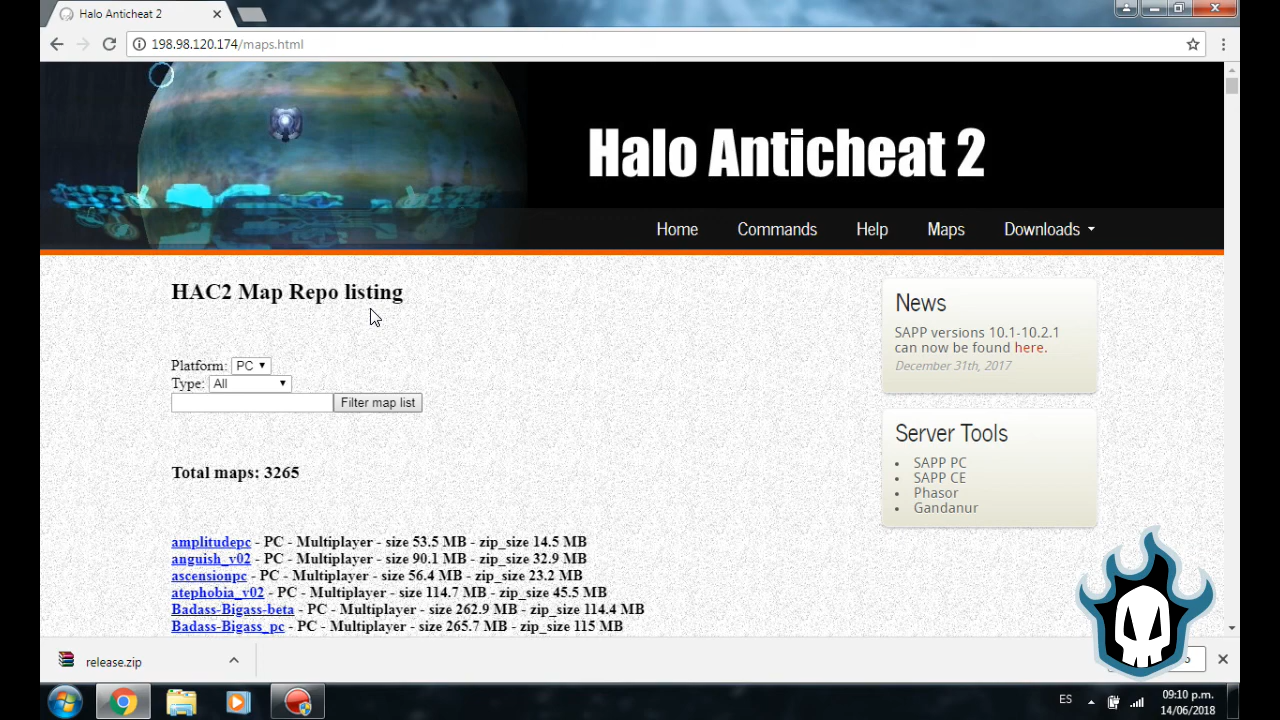 Halo Anticheat 2
198.98.120.174/maps.html
Halo Anticheat 2
Home Commands Help Maps Downloads
HAC2 Map Repo listing
Platform: PC
Type: All
Filter map list
Total maps: 3265
amplitudepc - PC - Multiplayer - size 53.5 MB - zip_size 14.5 MB
anguish_v02 - PC - Multiplayer - size 90.1 MB - zip_size 32.9 MB
ascensionpc - PC - Multiplayer - size 56.4 MB - zip_size 23.2 MB
atephobia_v02 - PC - Multiplayer - size 114.7 MB - zip_size 45.5 MB
Badass-Bigass-beta - PC - Multiplayer - size 262.9 MB - zip_size 114.4 MB
Badass-Bigass_pc - PC - Multiplayer - size 265.7 MB - zip_size 115 MB
News
SAPP versions 10.1-10.2.1
can now be found here.
December 31th, 2017
Server Tools
SAPP PC
SAPP CE
Phasor
Gandanur
release.zip
ES
09:10 p.m.
14/06/2018